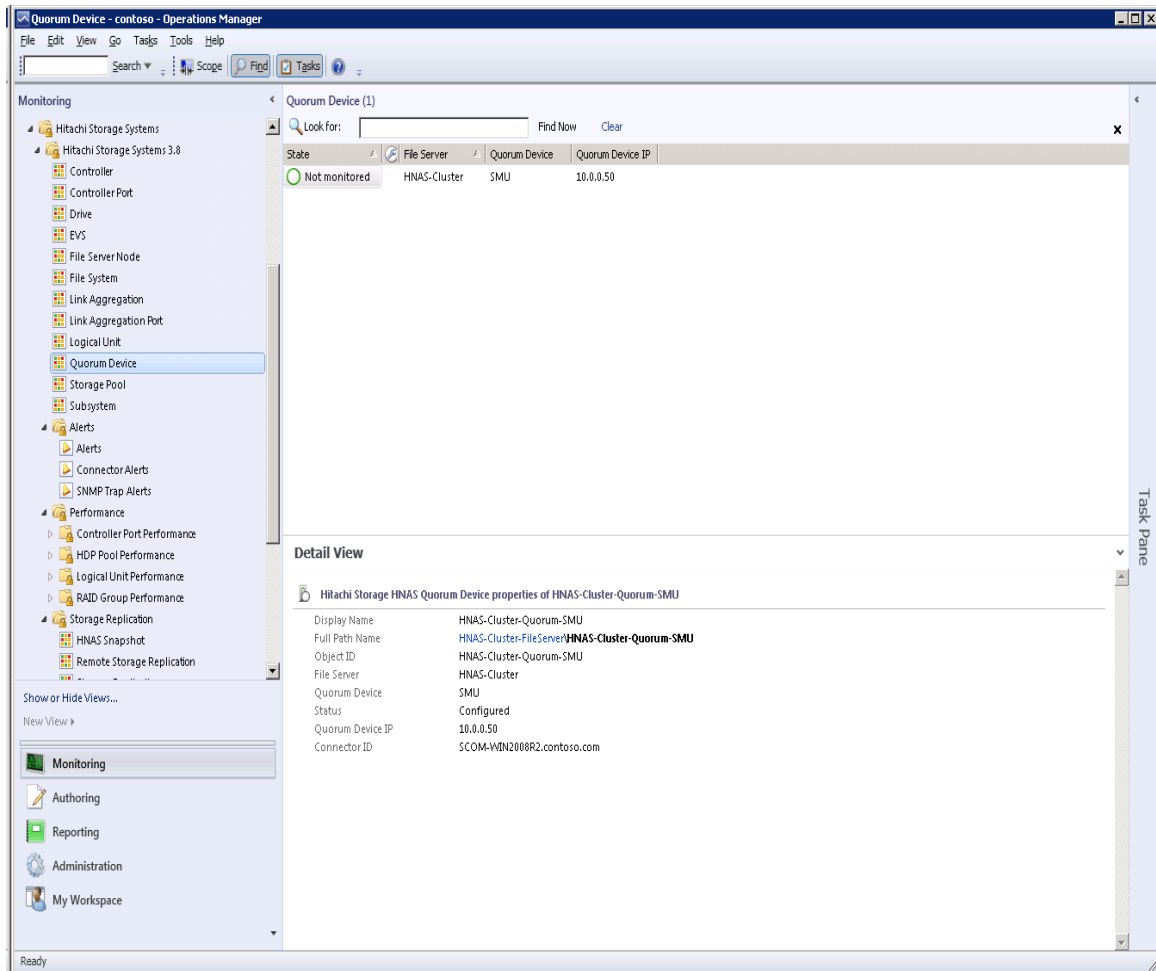 Quorum Device - contoso - Operations Manager
File Edit View Go Tasks Tools Help
Search Scope Find Tasks
Monitoring
Hitachi Storage Systems
Hitachi Storage Systems 3.8
Controller
Controller Port
Drive
EVS
File Server Node
File System
Link Aggregation
Link Aggregation Port
Logical Unit
Quorum Device
Storage Pool
Subsystem
Alerts
Alerts
Connector Alerts
SNMP Trap Alerts
Performance
Controller Port Performance
HDP Pool Performance
Logical Unit Performance
RAID Group Performance
Storage Replication
HNAS Snapshot
Remote Storage Replication
Show or Hide Views...
New View
Monitoring
Authoring
Reporting
Administration
My Workspace
Quorum Device (1)
Look for: Find Now Clear x
State File Server Quorum Device Quorum Device IP
Not monitored HNAS-Cluster SMU 10.0.0.50
Detail View
Hitachi Storage HNAS Quorum Device properties of HNAS-Cluster-Quorum-SMU
Display Name HNAS-Cluster-Quorum-SMU
Full Path Name HNAS-Cluster-FileServer\HNAS-Cluster-Quorum-SMU
Object ID HNAS-Cluster-Quorum-SMU
File Server HNAS-Cluster
Quorum Device SMU
Status Configured
Quorum Device IP 10.0.0.50
Connector ID SCOM-WIN2008R2.contoso.com
Task Pane
Ready